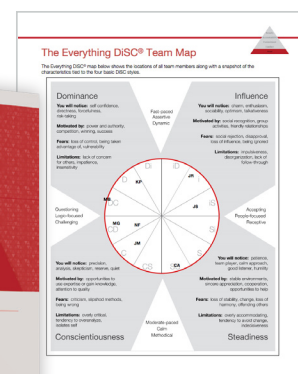 The Everything DiSC® Team Map
The Everything DiSC® map below shows the locations of all team members along with a snapshot of the
characteristics tied to the four basic DiSC styles.
Dominance
You will notice: self-confidence,
directness, forcefulness,
risk-taking
Motivated by: power and authority,
competition, winning, success
Fears: loss of control, being taken
advantage of, vulnerability
Limitations: lack of concern
for others, impatience,
insensitivity
Fast-paced
Assertive
Dynamic
Influence
You will notice: charm, enthusiasm,
sociability, optimism, talkativeness
Motivated by: social recognition, group
activities, friendly relationships
Fears: social rejection, disapproval,
loss of influence, being ignored
Limitations: impulsiveness,
disorganization, lack of
follow-through
Questioning
Logic-focused
Challenging
D
Di
iD
i
KP
JR
MB
DC
iS
JS
MG
CD
NF
Si
JM
C
CS
SC
CA
S
Accepting
People-focused
Receptive
You will notice: precision,
analysis, skepticism, reserve, quiet
Motivated by: opportunities to
use expertise or gain knowledge,
attention to quality
Fears: criticism, slipshod methods,
being wrong
Limitations: overly critical,
tendency to overanalyze,
isolates self
Conscientiousness
Moderate-paced
Calm
Methodical
You will notice: patience,
team player, calm approach,
good listener, humility
Motivated by: stable environments,
sincere appreciation, cooperation,
opportunities to help
Fears: loss of stability, change, loss of
harmony, offending others
Limitations: overly accommodating,
tendency to avoid change,
indecisiveness
Steadiness